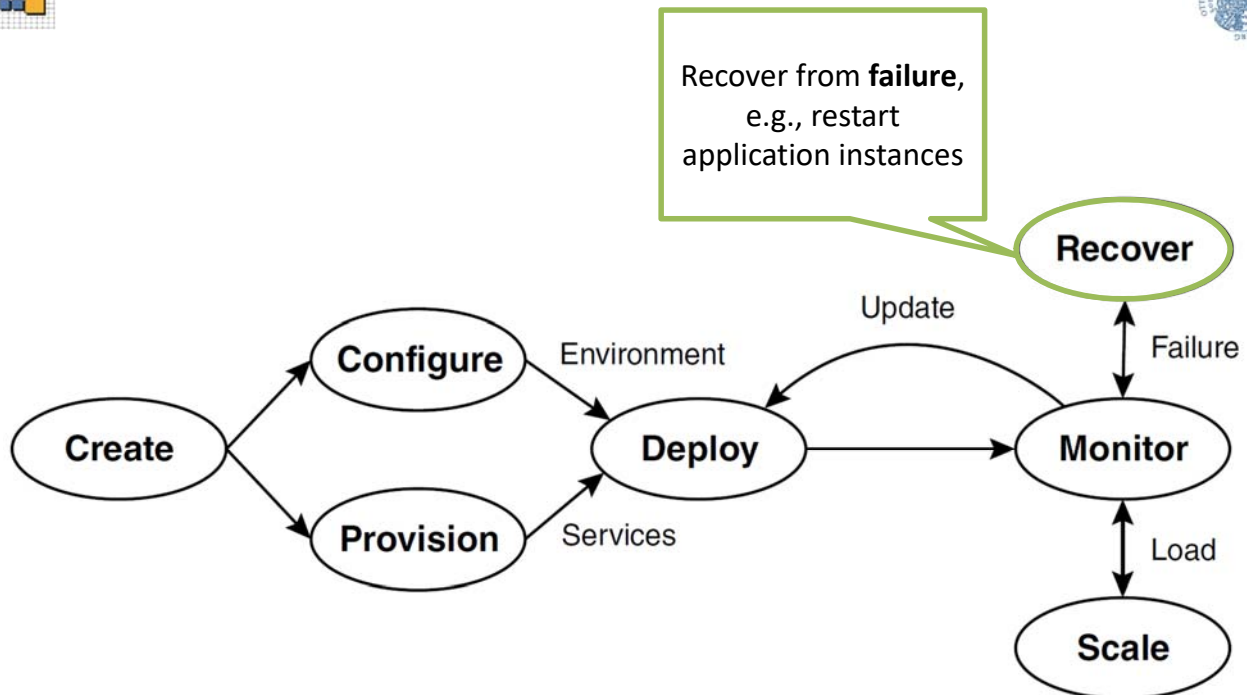 Recover from failure,
e.g., restart
application instances
Recover
Update
Failure
Configure
Environment
Create
Deploy
Monitor
Provision
Services
Load
Scale